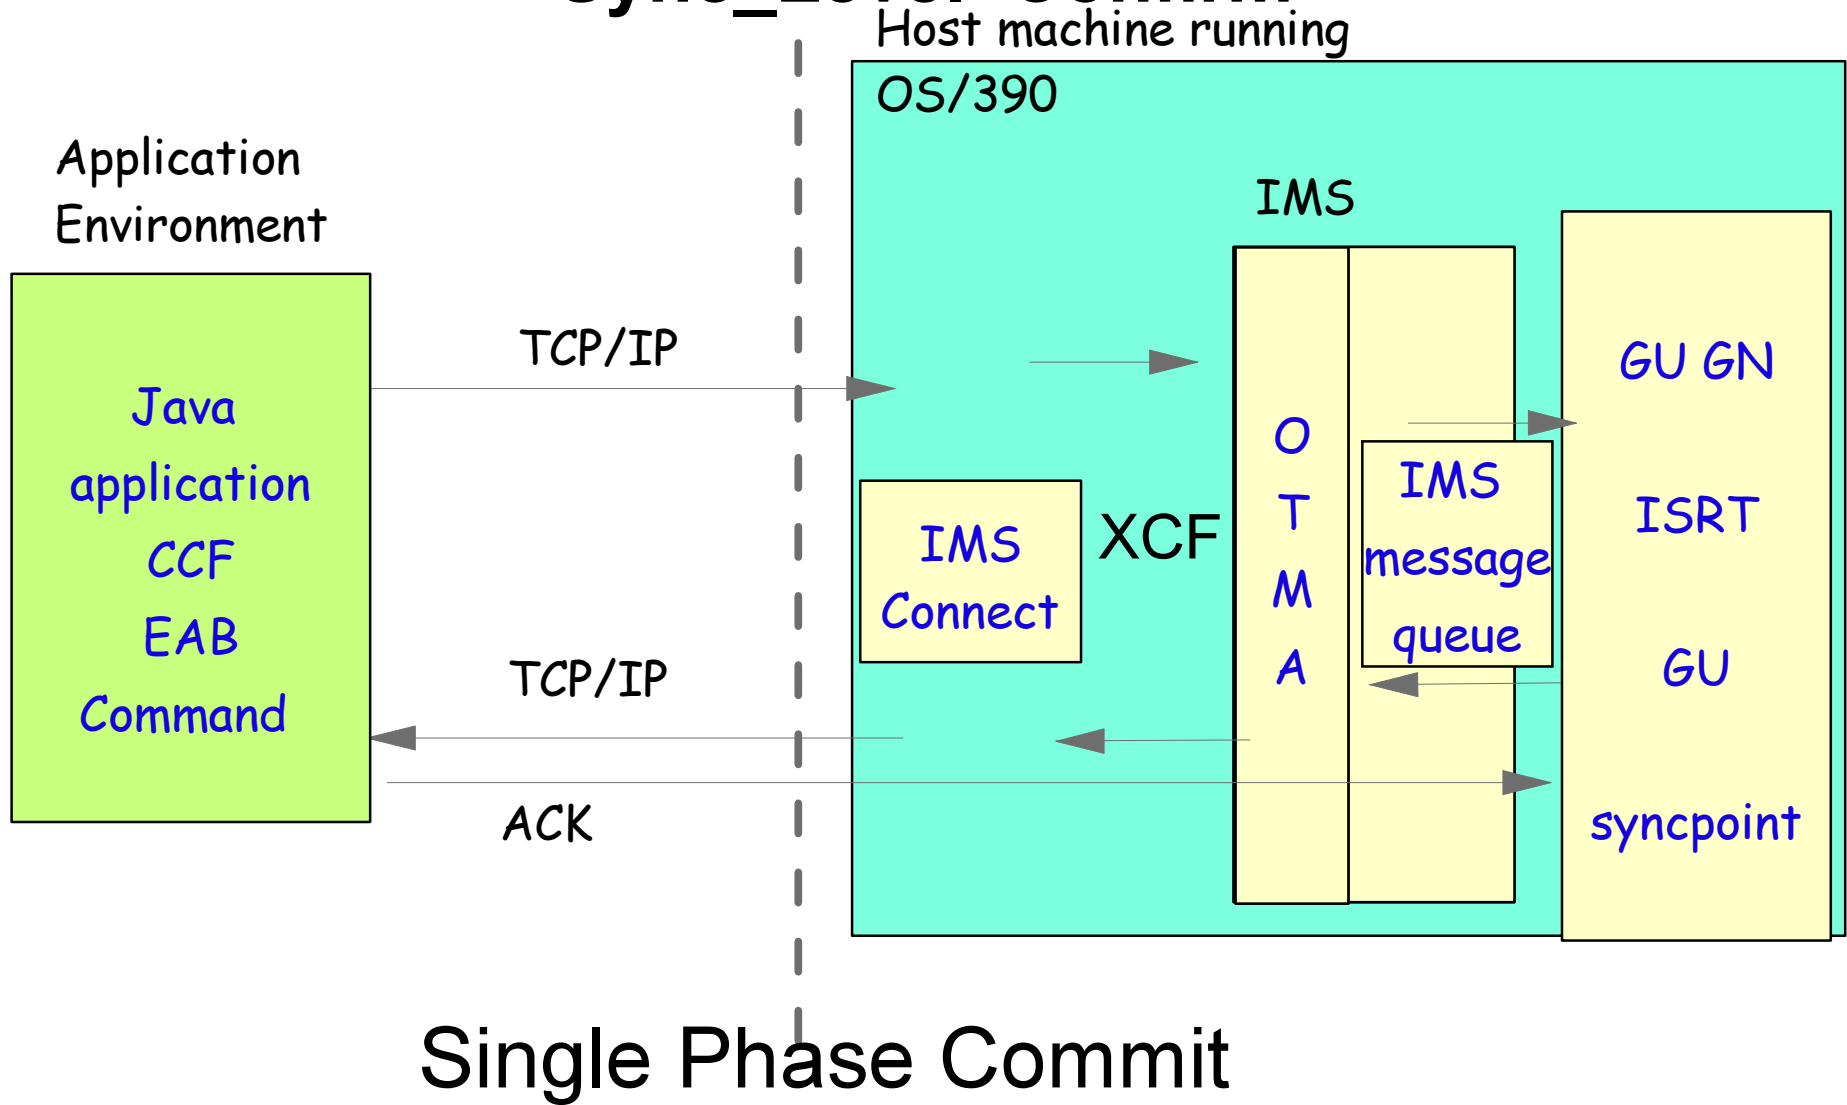 Host machine running
OS/390
Application
Environment
IMS
TCP/IP
Java
application
CCF
EAB
Command
IMS
Connect
XCF
O
T
M
A
IMS
message
queue
GU GN
ISRT
GU
syncpoint
TCP/IP
ACK
Single Phase Commit